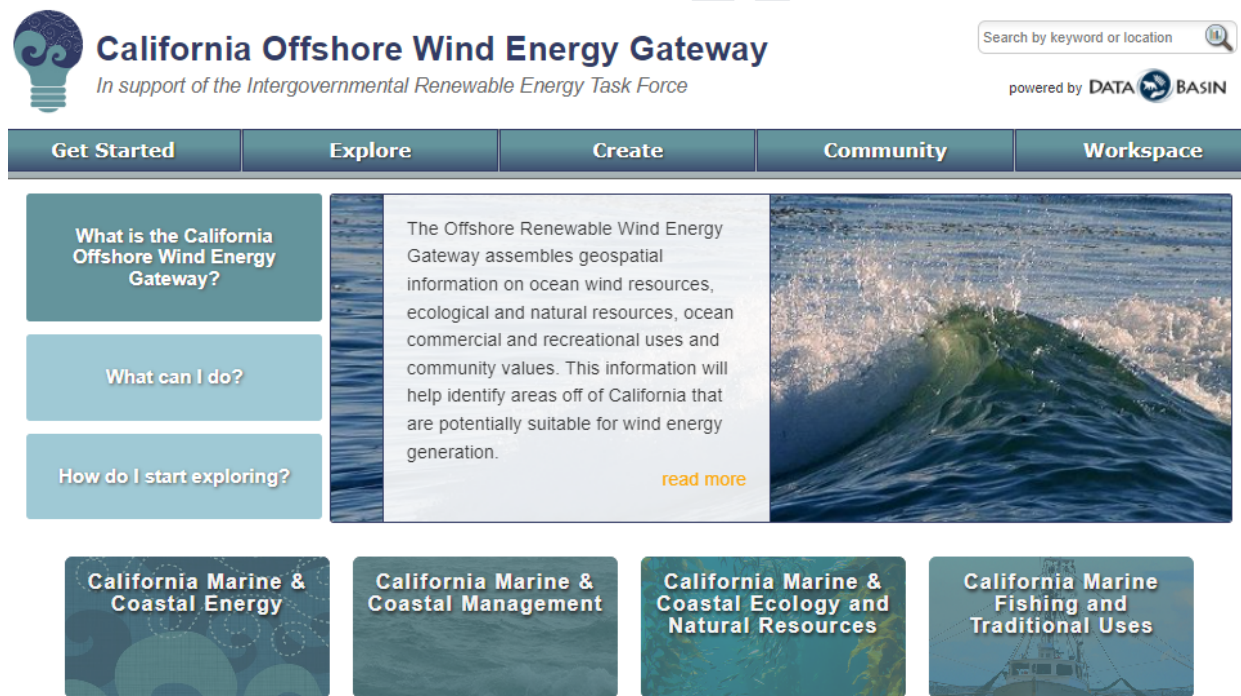 California Offshore Wind Energy Gateway
In support of the Intergovernmental Renewable Energy Task Force
Search by keyword or location
powered by DATA BASIN
Get Started
Explore
Create
Community
Workspace
What is the California
Offshore Wind Energy
Gateway?
What can I do?
How do I start exploring?
The Offshore Renewable Wind Energy
Gateway assembles geospatial
information on ocean wind resources,
ecological and natural resources, ocean
commercial and recreational uses and
community values. This information will
help identify areas off of California that
are potentially suitable for wind energy
generation.
read more
California Marine &
Coastal Energy
California Marine &
Coastal Management
California Marine &
Coastal Ecology and
Natural Resources
California Marine
Fishing and
Traditional Uses